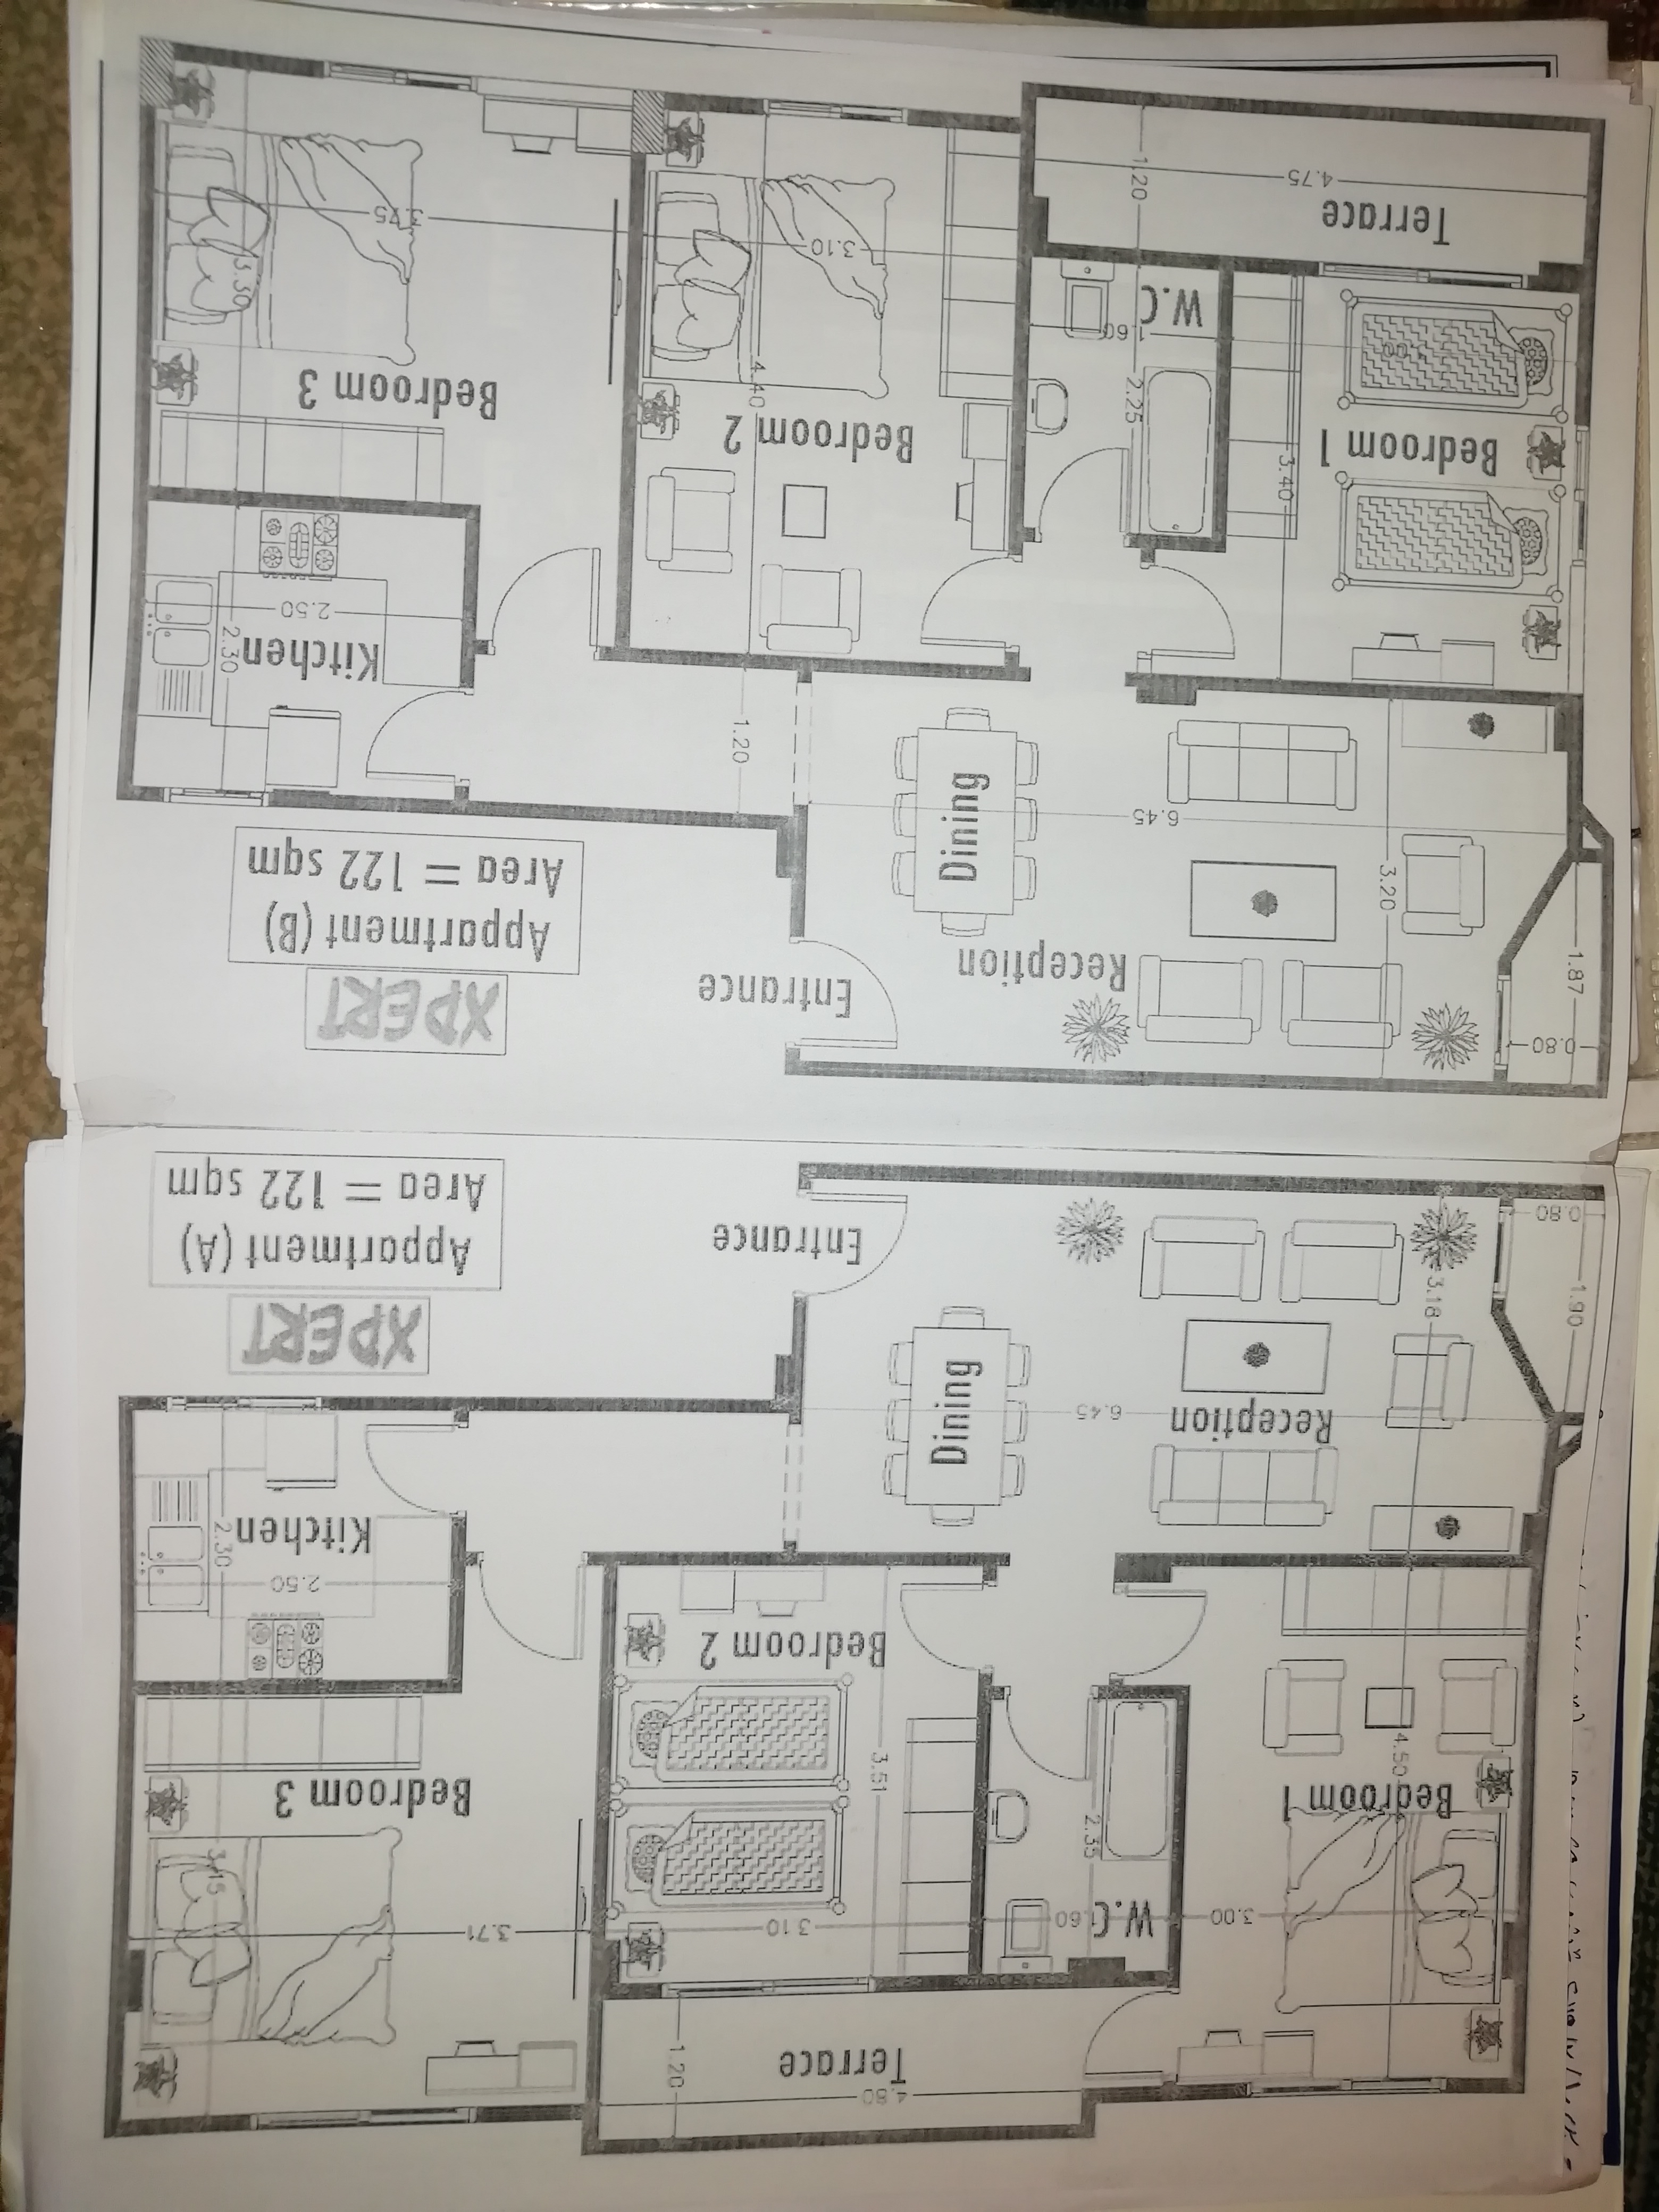 4.80
Terrace
1.20
3.00
W.C
3.10
3.71
2.35
3.15
Bedroom 1
4.50
3.51
Bedroom 3
Bedroom 2
2.50
Kitchen
2.30
Reception
6.45
Dining
1.90
3.18
XPERT
Appartment (A)
Area = 122 sqm
Entrance
0.80
0.80
Entrance
XPERT
1.87
Reception
Appartment (B)
Area = 122 sqm
3.20
6.45
Dining
1.20
Kitchen
2.30
2.50
3.40
Bedroom 1
Bedroom 2
4.40
Bedroom 3
2.25
1.60
W.C
3.30
3.10
3.75
Terrace
4.75
1.20